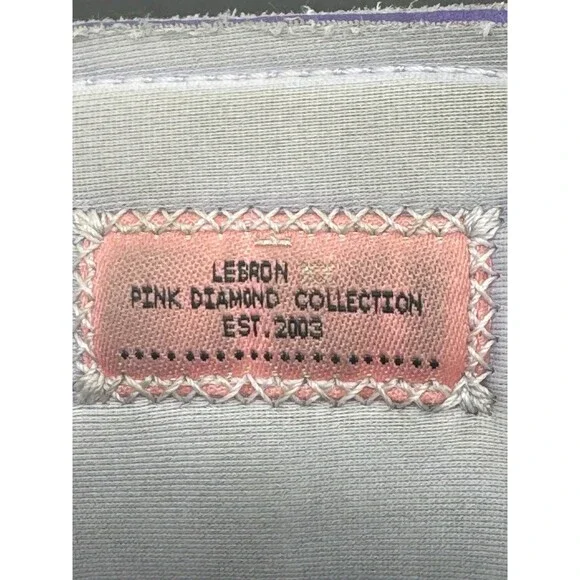 LEBRON
PINK DIAMOND COLLECTION
EST. 2003